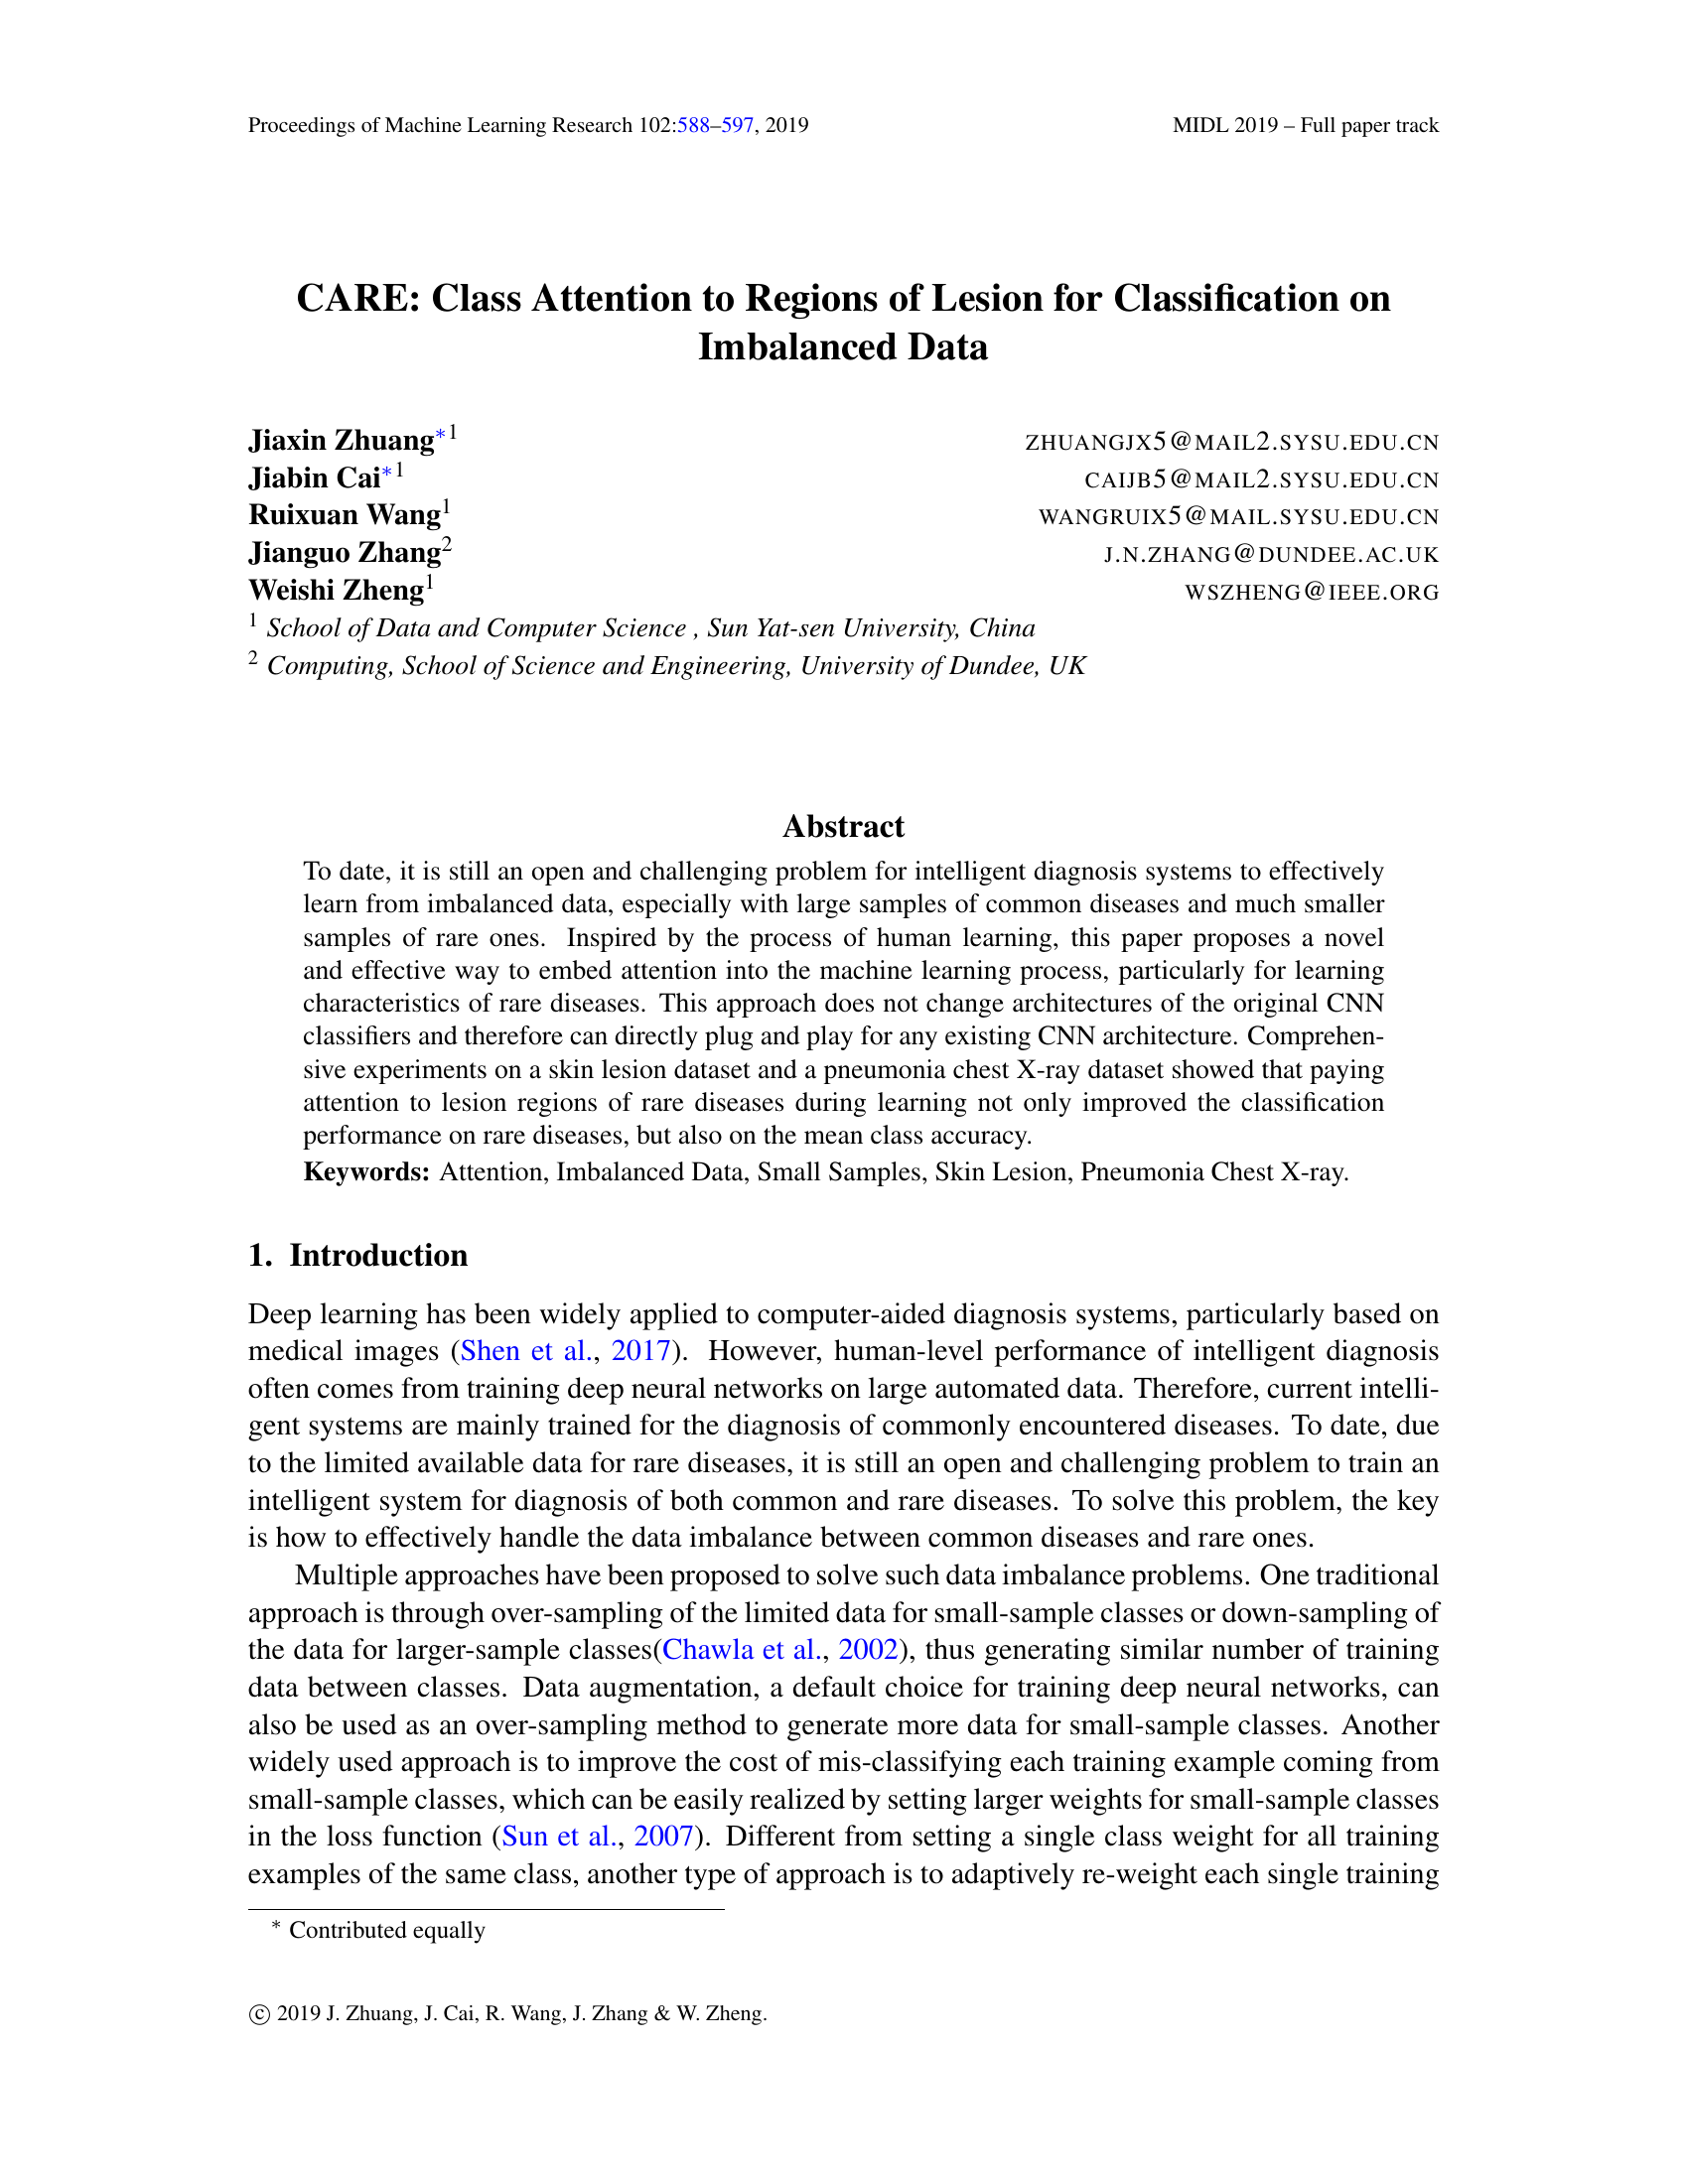 Proceedings of Machine Learning Research 102:588–597, 2019 MIDL 2019 – Full paper track
CARE: Class Attention to Regions of Lesion for Classification on
Imbalanced Data
Jiaxin Zhuang*1 ZHUANGJX5@MAIL2.SYSU.EDU.CN
Jiabin Cai*1 CAIJB5@MAIL2.SYSU.EDU.CN
Ruixuan Wang1 WANGRUIX5@MAIL.SYSU.EDU.CN
Jianguo Zhang2 J.N.ZHANG@DUNDEE.AC.UK
Weishi Zheng1 WSZHENG@IEEE.ORG
1 School of Data and Computer Science , Sun Yat-sen University, China
2 Computing, School of Science and Engineering, University of Dundee, UK
Abstract
To date, it is still an open and challenging problem for intelligent diagnosis systems to effectively
learn from imbalanced data, especially with large samples of common diseases and much smaller
samples of rare ones. Inspired by the process of human learning, this paper proposes a novel
and effective way to embed attention into the machine learning process, particularly for learning
characteristics of rare diseases. This approach does not change architectures of the original CNN
classifiers and therefore can directly plug and play for any existing CNN architecture. Comprehen-
sive experiments on a skin lesion dataset and a pneumonia chest X-ray dataset showed that paying
attention to lesion regions of rare diseases during learning not only improved the classification
performance on rare diseases, but also on the mean class accuracy.
Keywords: Attention, Imbalanced Data, Small Samples, Skin Lesion, Pneumonia Chest X-ray.
1. Introduction
Deep learning has been widely applied to computer-aided diagnosis systems, particularly based on
medical images (Shen et al., 2017). However, human-level performance of intelligent diagnosis
often comes from training deep neural networks on large automated data. Therefore, current intelli-
gent systems are mainly trained for the diagnosis of commonly encountered diseases. To date, due
to the limited available data for rare diseases, it is still an open and challenging problem to train an
intelligent system for diagnosis of both common and rare diseases. To solve this problem, the key
is how to effectively handle the data imbalance between common diseases and rare ones.
Multiple approaches have been proposed to solve such data imbalance problems. One traditional
approach is through over-sampling of the limited data for small-sample classes or down-sampling of
the data for larger-sample classes(Chawla et al., 2002), thus generating similar number of training
data between classes. Data augmentation, a default choice for training deep neural networks, can
also be used as an over-sampling method to generate more data for small-sample classes. Another
widely used approach is to improve the cost of mis-classifying each training example coming from
small-sample classes, which can be easily realized by setting larger weights for small-sample classes
in the loss function (Sun et al., 2007). Different from setting a single class weight for all training
examples of the same class, another type of approach is to adaptively re-weight each single training
* Contributed equally
© 2019 J. Zhuang, J. Cai, R. Wang, J. Zhang & W. Zheng.